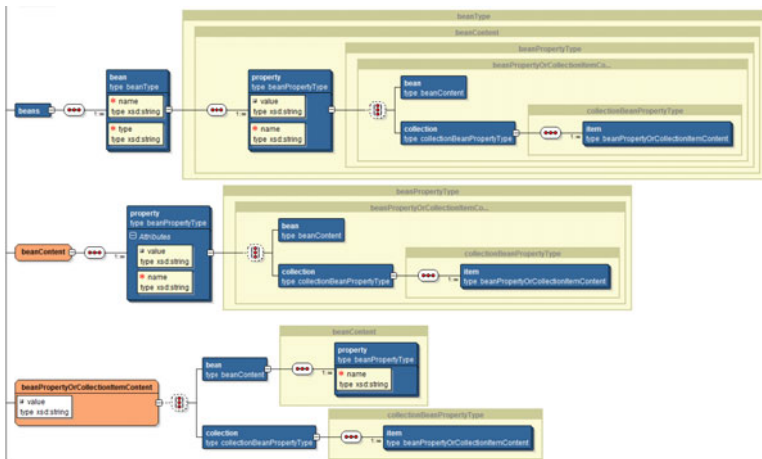 beanType
beanContent
beanPropertyType
beanPropertyOrCollectionItemCo...
beans
bean
type beanType
name
type xsd:string
type
type xsd:string
1:∞
property
type beanPropertyType
value
type xsd:string
name
type xsd:string
1:∞
bean
type beanContent
collection
type collectionBeanPropertyType
collectionBeanPropertyType
1:∞
item
type beanPropertyOrCollectionItemContent
beanPropertyType
beanPropertyOrCollectionItemCo...
beanContent
1:∞
property
type beanPropertyType
Attributes
value
type xsd:string
name
type xsd:string
bean
type beanContent
collection
type collectionBeanPropertyType
collectionBeanPropertyType
1:∞
item
type beanPropertyOrCollectionItemContent
beanPropertyOrCollectionItemContent
value
type xsd:string
bean
type beanContent
beanContent
1:∞
property
type beanPropertyType
name
type xsd:string
collection
type collectionBeanPropertyType
collectionBeanPropertyType
1:∞
item
type beanPropertyOrCollectionItemContent